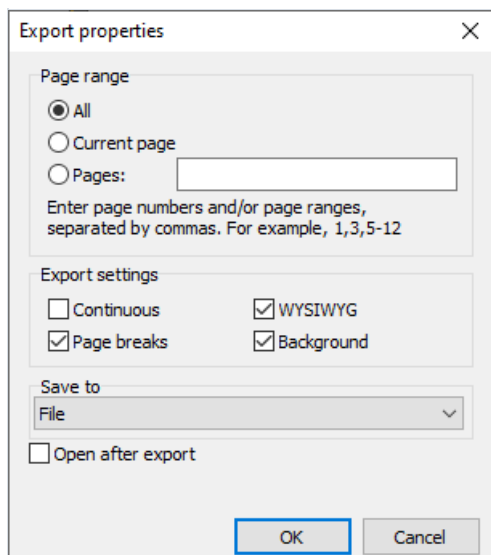 Export properties
Page range
All
Current page
Pages:
Enter page numbers and/or page ranges,
separated by commas. For example, 1,3,5-12
Export settings
Continuous
WYSIWYG
Page breaks
Background
Save to
File
Open after export
OK
Cancel